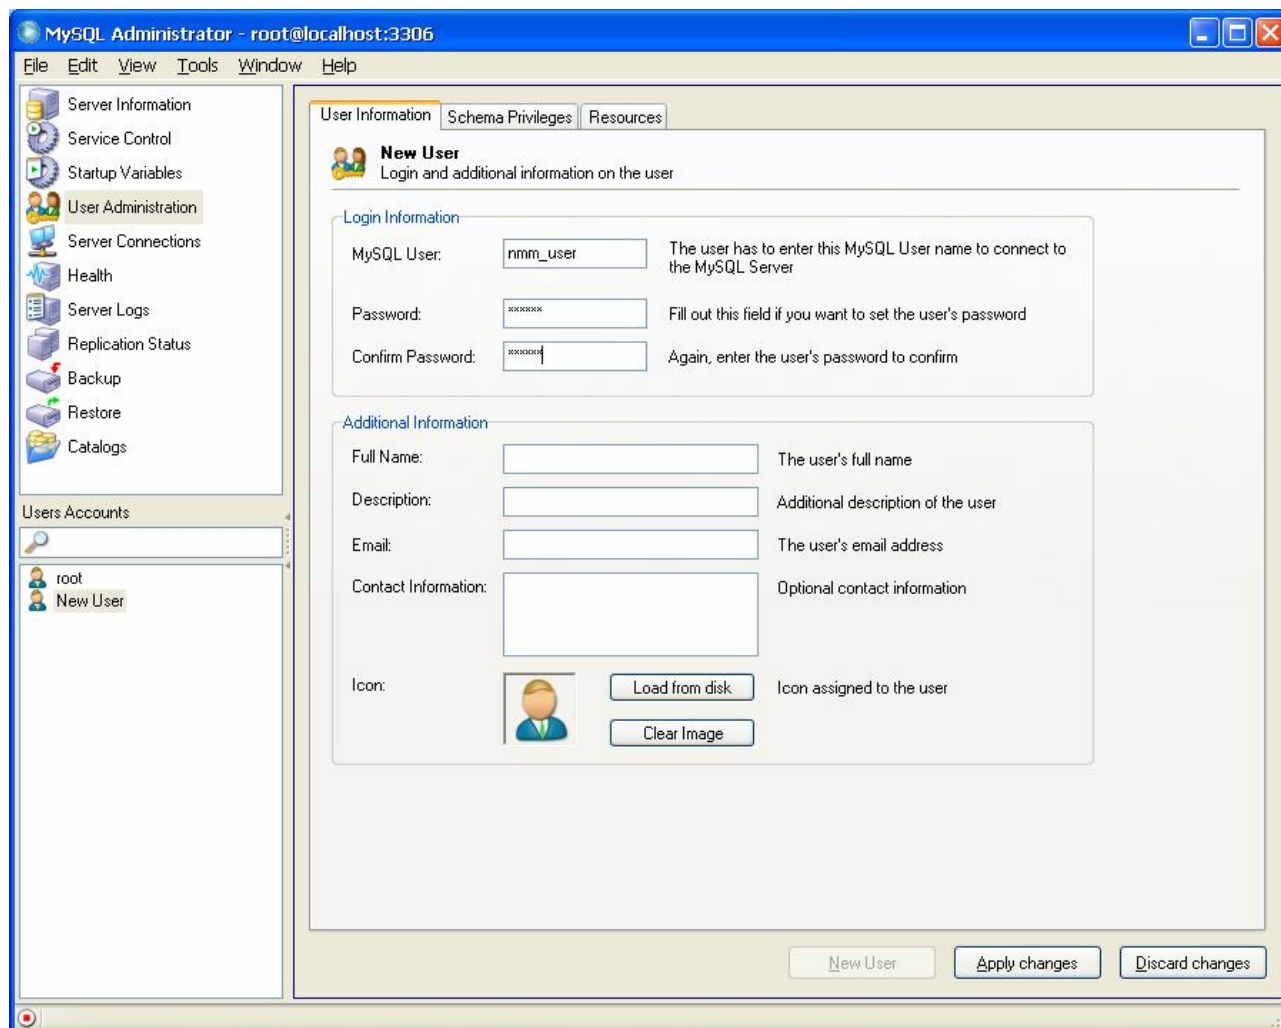 MySQL Administrator - root@localhost:3306
File Edit View Tools Window Help
Server Information
Service Control
Startup Variables
User Administration
Server Connections
Health
Server Logs
Replication Status
Backup
Restore
Catalogs
Users Accounts
root
New User
User Information Schema Privileges Resources
New User
Login and additional information on the user
Login Information
MySQL User: nmm_user The user has to enter this MySQL User name to connect to
the MySQL Server
Password: ****** Fill out this field if you want to set the user's password
Confirm Password: ****** Again, enter the user's password to confirm
Additional Information
Full Name: The user's full name
Description: Additional description of the user
Email: The user's email address
Contact Information: Optional contact information
Icon: Load from disk Icon assigned to the user
Clear Image
New User Apply changes Discard changes